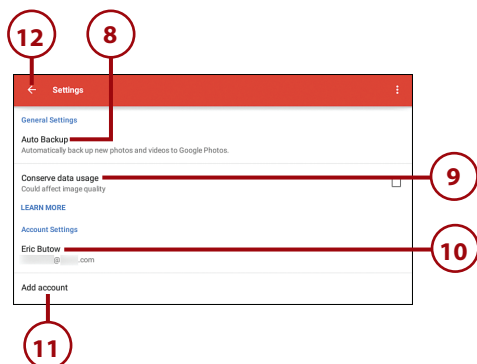 12 8
Settings
General Settings
Auto Backup
Automatically back up new photos and videos to Google Photos.
Conserve data usage
9
Could affect image quality
LEARN MORE
Account Settings
Eric Butow
10
@ .com
Add account
11